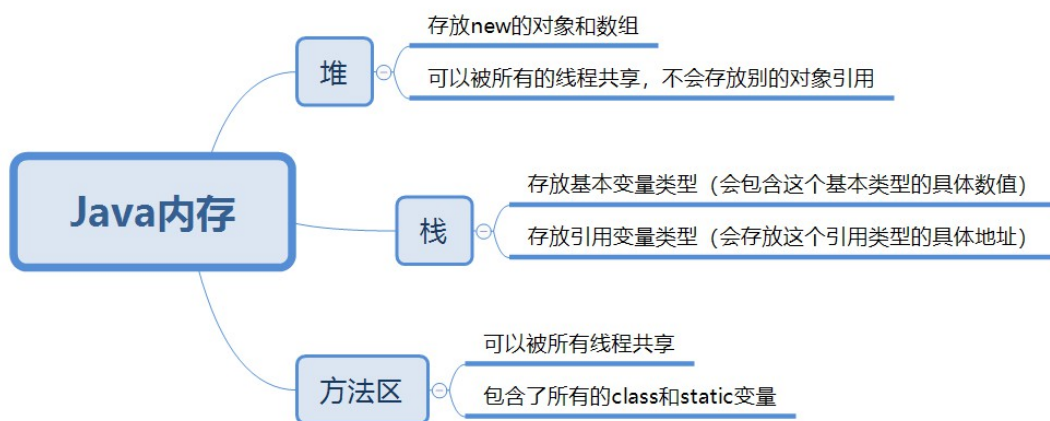 存放new的对象和数组
堆
可以被所有的线程共享，不会存放别的对象引用
Java内存
存放基本变量类型（会包含这个基本类型的具体数值）
栈
存放引用变量类型（会存放这个引用类型的具体地址）
可以被所有线程共享
方法区
包含了所有的class和static变量